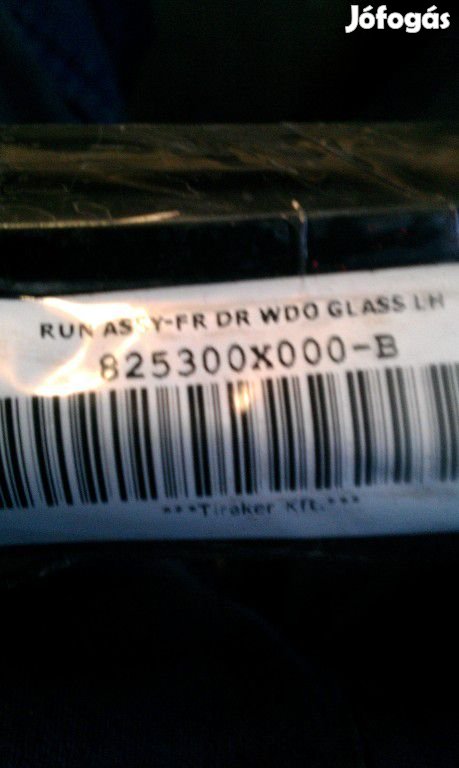 Jófogás
RUN ASSY-FR DR WDO GLASS LH
825300X000-B
***Tiraker Kft.***